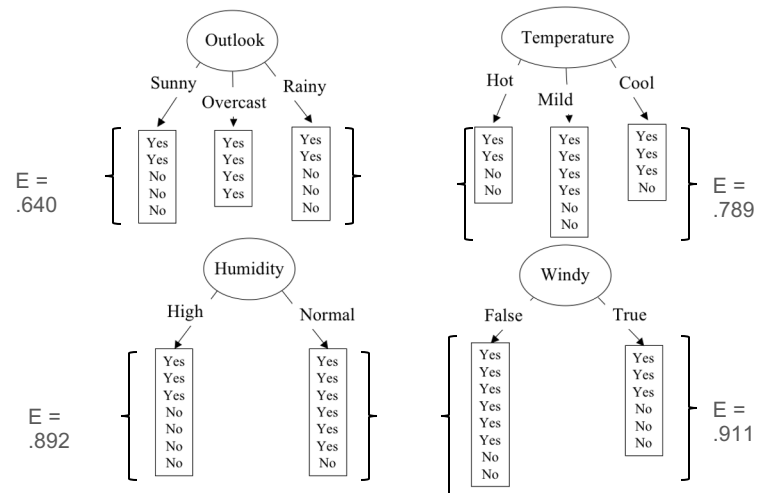 Outlook
Sunny
Overcast
Rainy
Yes
Yes
No
No
No
Yes
Yes
Yes
Yes
Yes
Yes
No
No
No
E =
.640
Temperature
Hot
Mild
Cool
Yes
Yes
No
No
Yes
Yes
Yes
Yes
No
No
Yes
Yes
Yes
No
E =
.789
Humidity
High
Normal
Yes
Yes
Yes
No
No
No
No
Yes
Yes
Yes
Yes
Yes
Yes
No
E =
.892
Windy
False
True
Yes
Yes
Yes
Yes
Yes
Yes
No
No
Yes
Yes
Yes
No
No
No
E =
.911